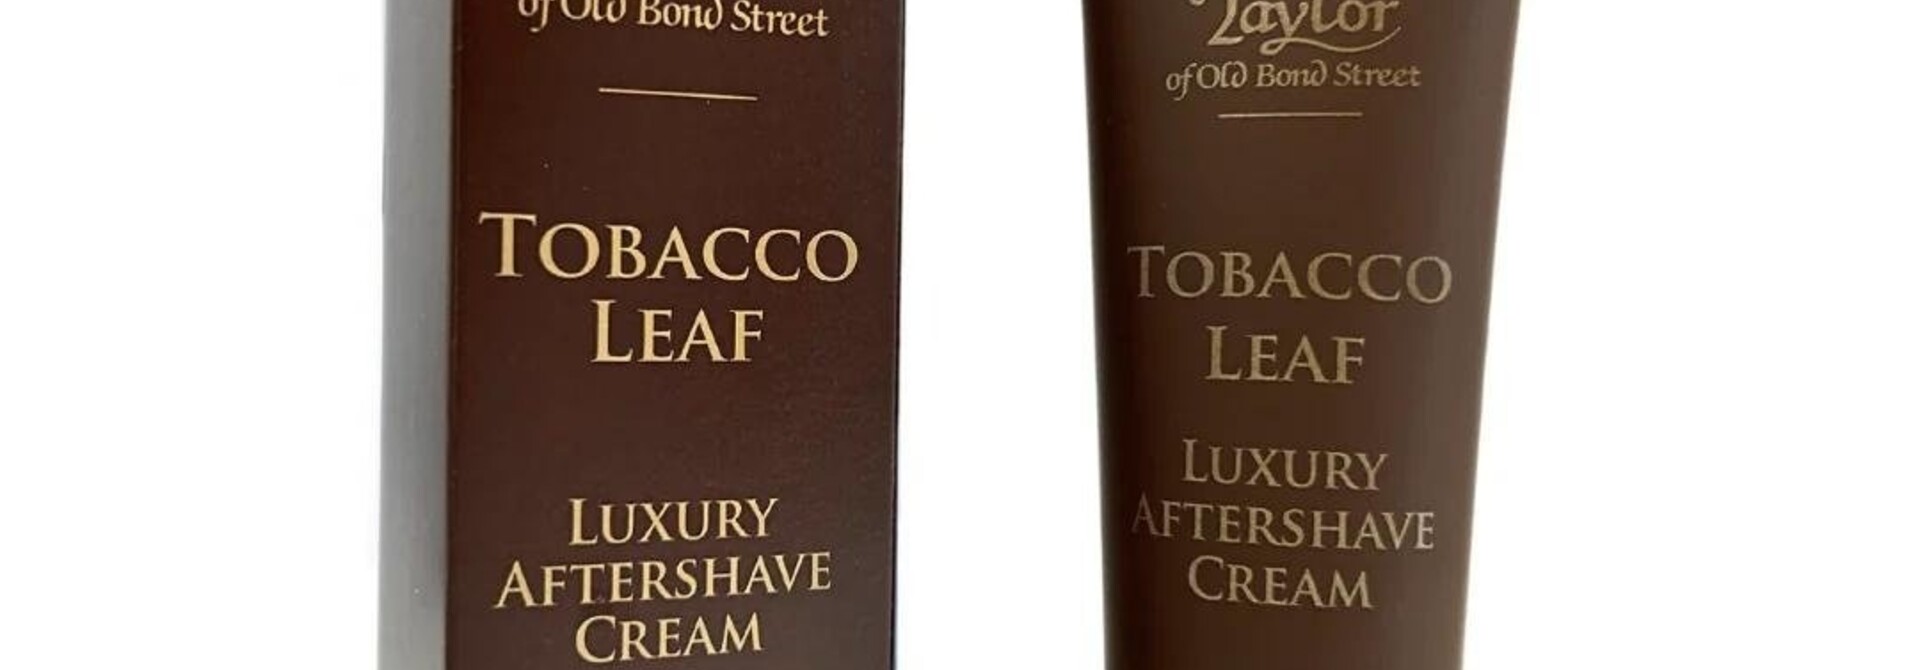 of Old Bond Street
TOBACCO
LEAF
LUXURY
AFTERSHAVE
CREAM
Taylor
of Old Bond Street
TOBACCO
LEAF
LUXURY
AFTERSHAVE
CREAM